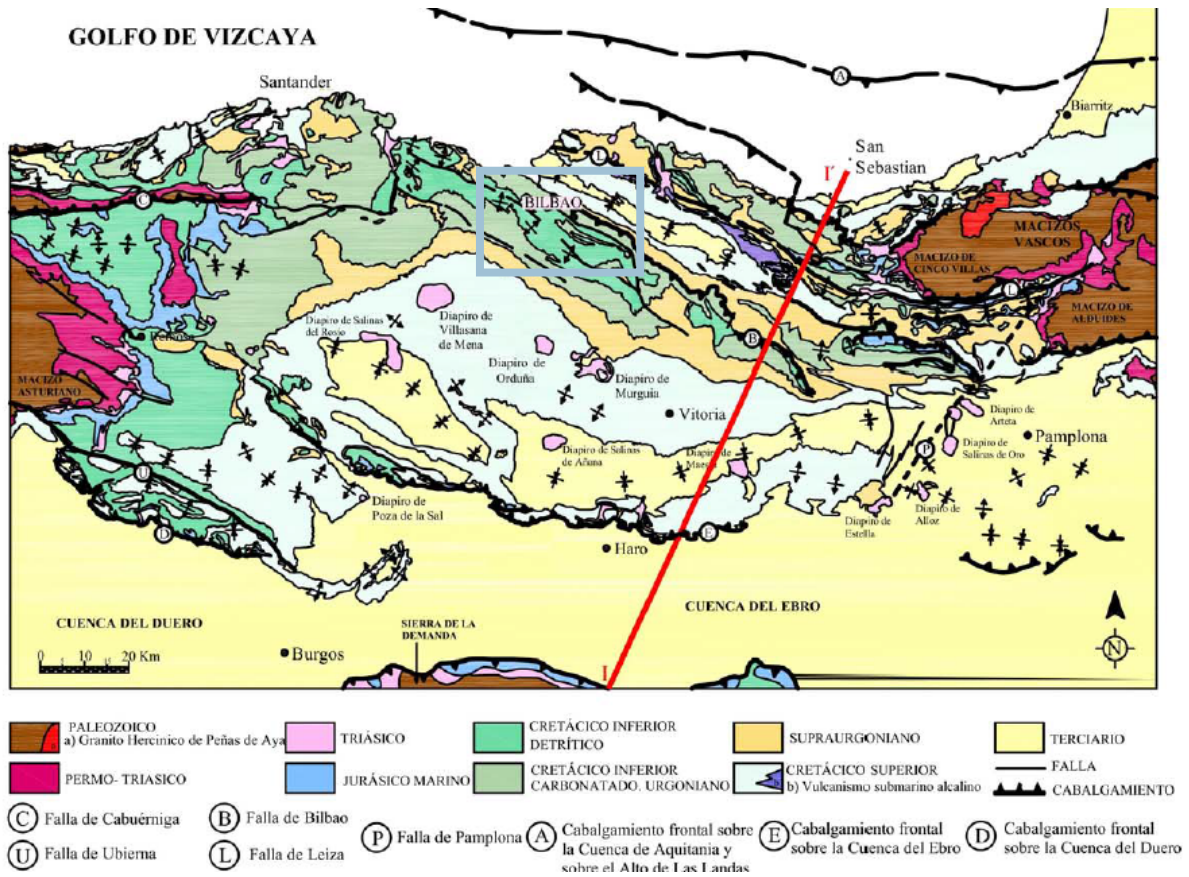 GOLFO DE VIZCAYA
Santander
A
Biarritz
San
Sebastian
I'
L
C
BILBAO
MACIZOS
VASCOS
MACIZO DE
CINCO VILLAS
L
MACIZO DE
ALDUIDES
Diapiro de Salinas
del Rosio
Diapiro de
Villasana
de Mena
Diapiro de
Orduña
Diapiro de
Murguia
B
MACIZO
ASTURIANO
Vitoria
Diapiro de
Arteta
Pamplona
Diapiro de
Salinas de Oro
P
Diapiro de Salinas
de Añana
Diapiro de
U
Diapiro de
Poza de la Sal
Diapiro de
Alloz
Diapiro de
Estella
D
E
Haro
CUENCA DEL DUERO
SIERRA DE LA
DEMANDA
CUENCA DEL EBRO
0 10 20 Km
Burgos
I
N
PALEOZOICO
a) Granito Hercinico de Peñas de Aya
TRIÁSICO
CRETÁCICO INFERIOR
DETRÍTICO
SUPRAURGONIANO
TERCIARIO
FALLA
PERMO- TRIASICO
JURÁSICO MARINO
CRETÁCICO INFERIOR
CARBONATADO. URGONIANO
CRETÁCICO SUPERIOR
b) Vulcanismo submarino alcalino
CABALGAMIENTO
C Falla de Cabuérniga
B Falla de Bilbao
P Falla de Pamplona
A Cabalgamiento frontal sobre
la Cuenca de Aquitania y
sobre el Alto de Las Landas
E Cabalgamiento frontal
sobre la Cuenca del Ebro
D Cabalgamiento frontal
sobre la Cuenca del Duero
U Falla de Ubierna
L Falla de Leiza